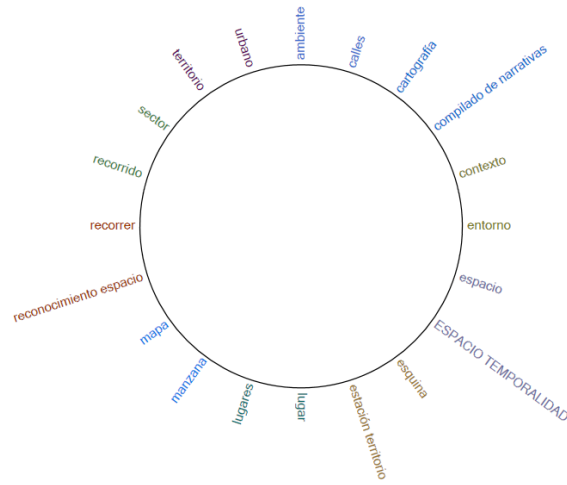 ambiente
calles
cartografía
compilado de narrativas
contexto
entorno
espacio
ESPACIO TEMPORALIDAD
esquina
estación territorio
lugar
lugares
manzana
mapa
reconocimiento espacio
recorrer
recorrido
sector
territorio
urbano